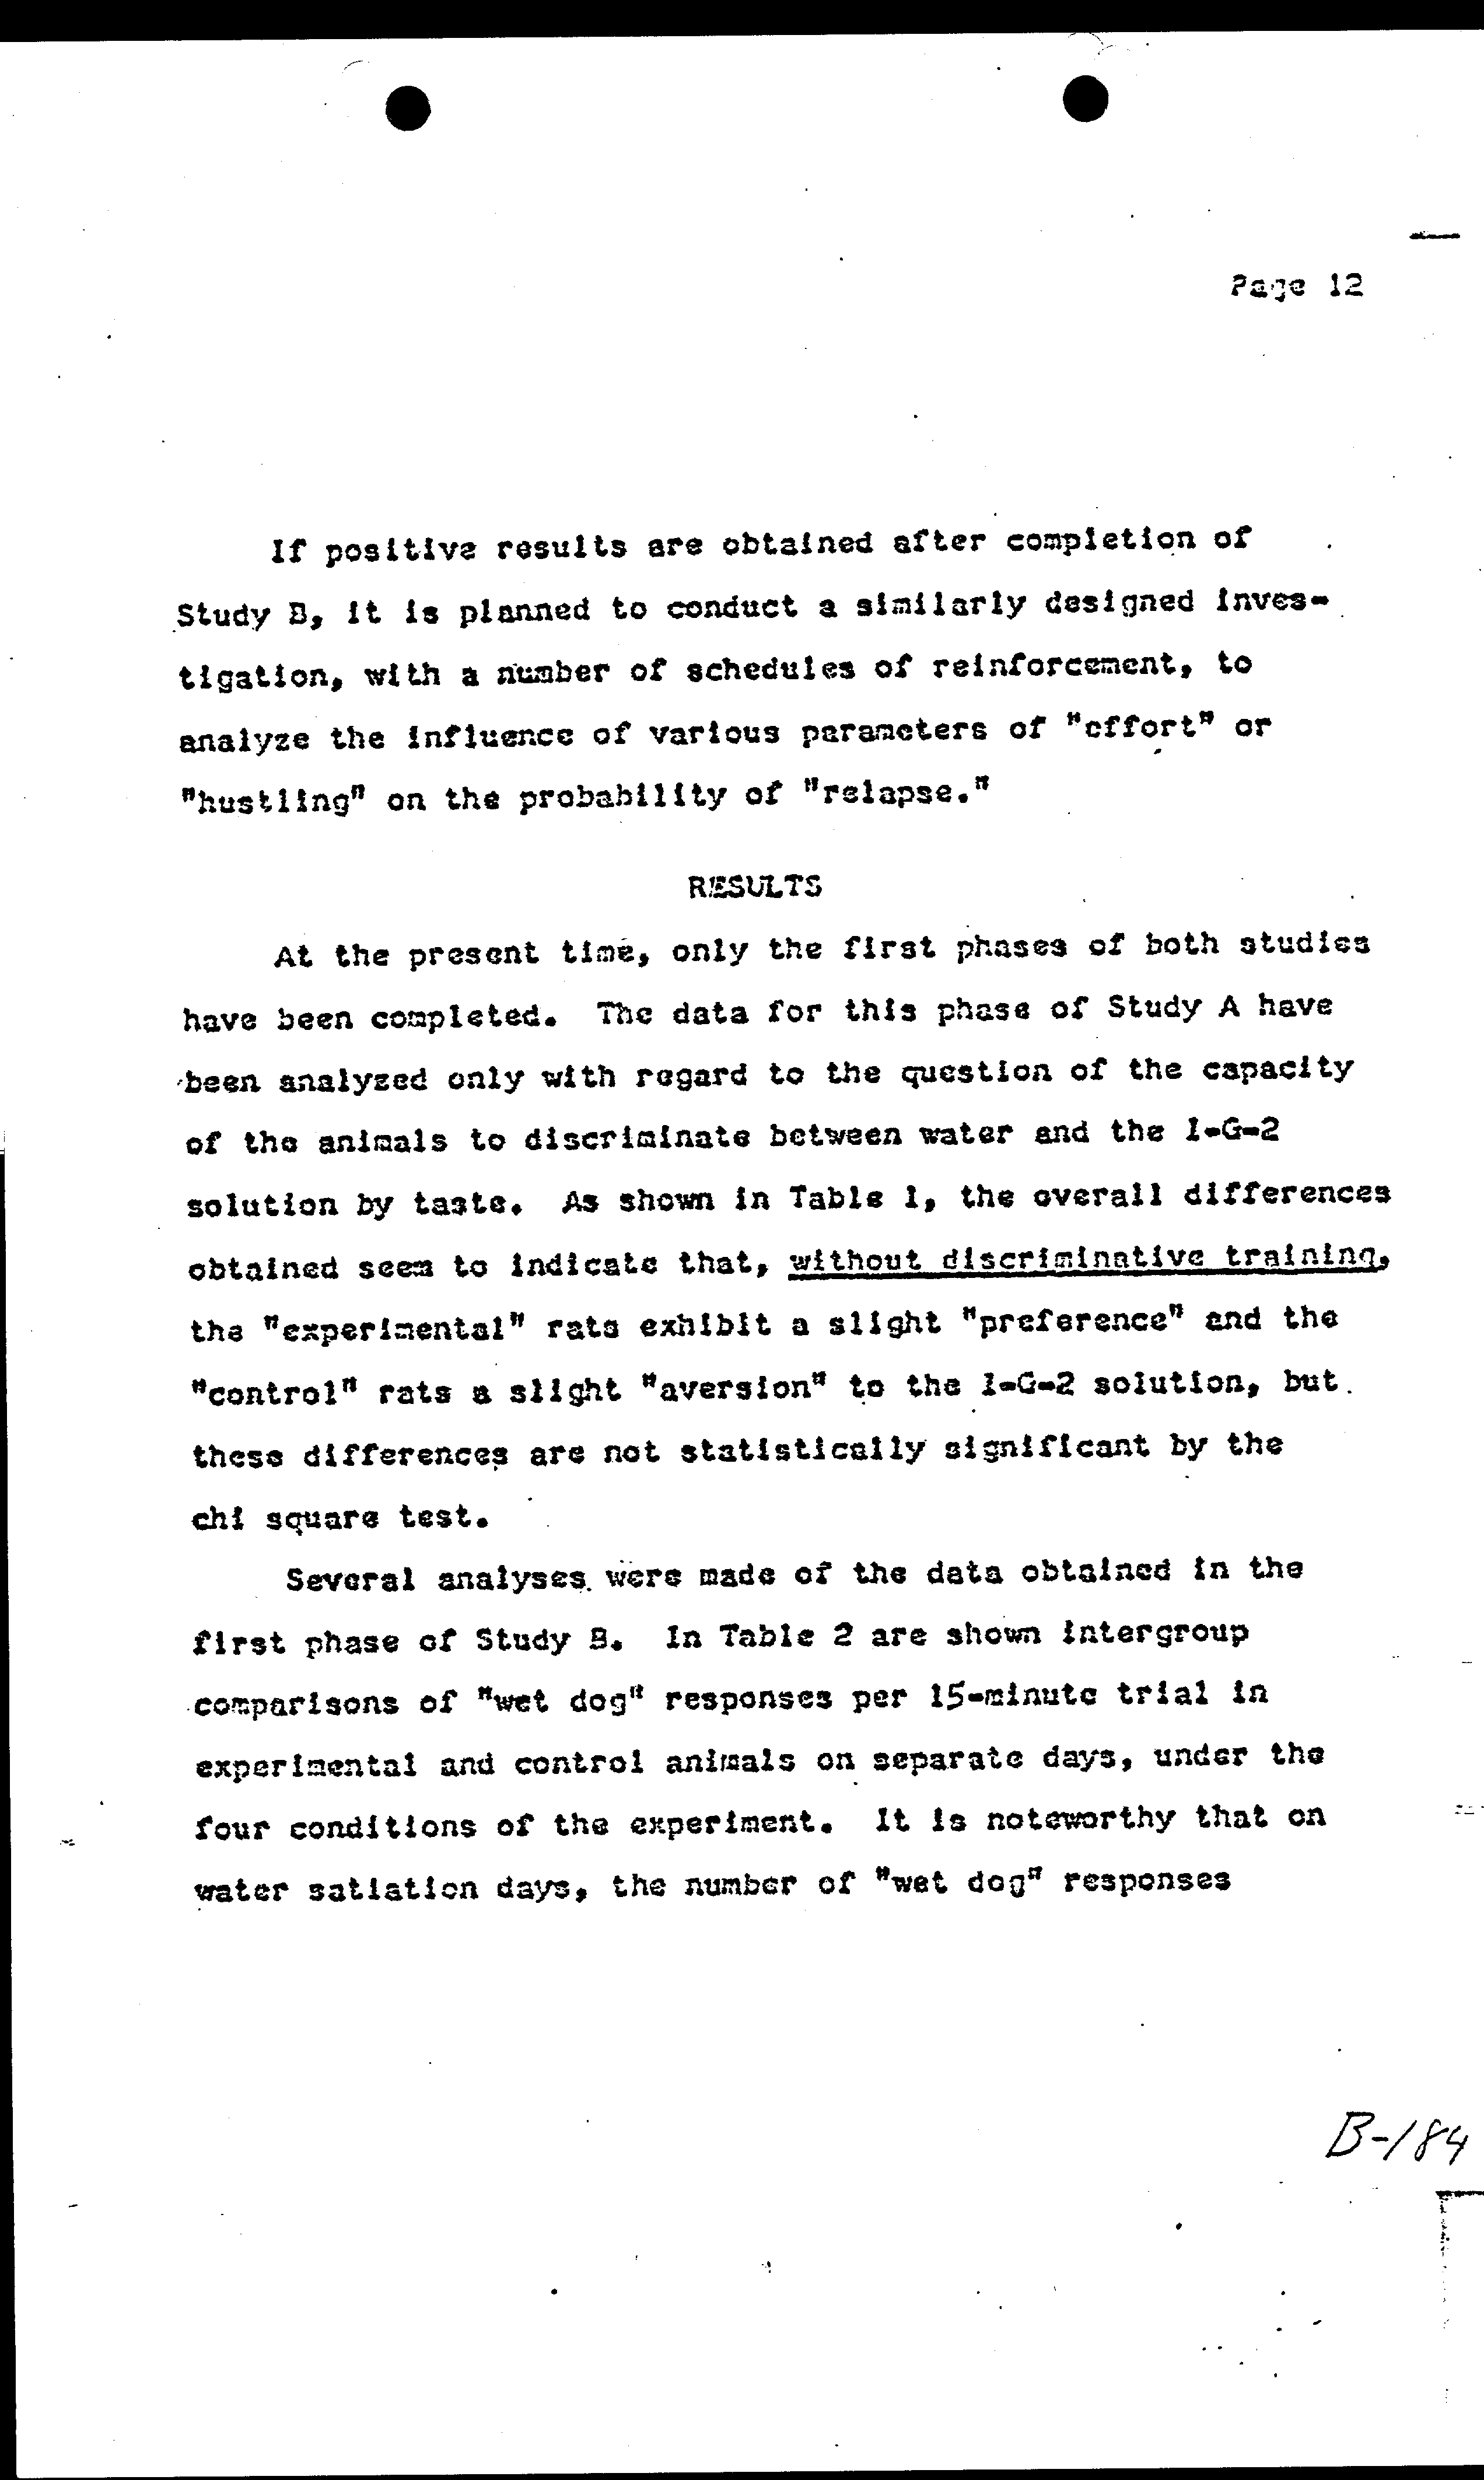 Page 12
If positive results are obtained after completion of
Study B, it is planned to conduct a similarly designed inves-
tigation, with a number of schedules of reinforcement, to
analyze the influence of various parameters of "effort" or
"hustling" on the probability of "relapse."
RESULTS
At the present time, only the first phases of both studies
have been completed. The data for this phase of Study A have
been analyzed only with regard to the question of the capacity
of the animals to discriminate between water and the I-G-2
solution by taste. As shown in Table 1, the overall differences
obtained seem to indicate that, without discriminative training,
the "experimental" rats exhibit a slight "preference" and the
"control" rats a slight "aversion" to the I-G-2 solution, but
these differences are not statistically significant by the
chi square test.
Several analyses were made of the data obtained in the
first phase of Study B. In Table 2 are shown intergroup
comparisons of "wet dog" responses per 15-minute trial in
experimental and control animals on separate days, under the
four conditions of the experiment. It is noteworthy that on
water satiation days, the number of "wet dog" responses
B-184